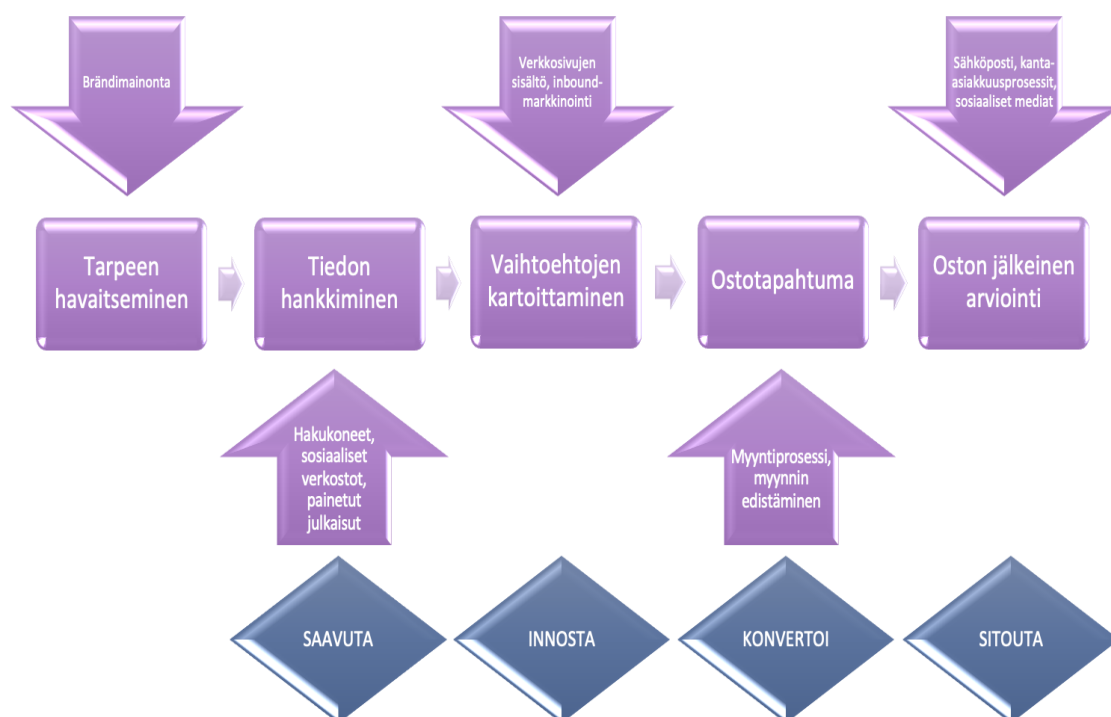 Brändimainonta
Verkkosivujen
sisältö, inbound-
markkinointi
Sähköposti, kanta-
asiakkuusprosessit,
sosiaaliset mediat
Tarpeen
havaitseminen
Tiedon
hankkiminen
Vaihtoehtojen
kartoittaminen
Ostotapahtuma
Oston jälkeinen
arviointi
Hakukoneet,
sosiaaliset
verkostot,
painetut
julkaisut
Myyntiprosessi,
myynnin
edistäminen
SAAVUTA
INNOSTA
KONVERTOI
SITOUTA